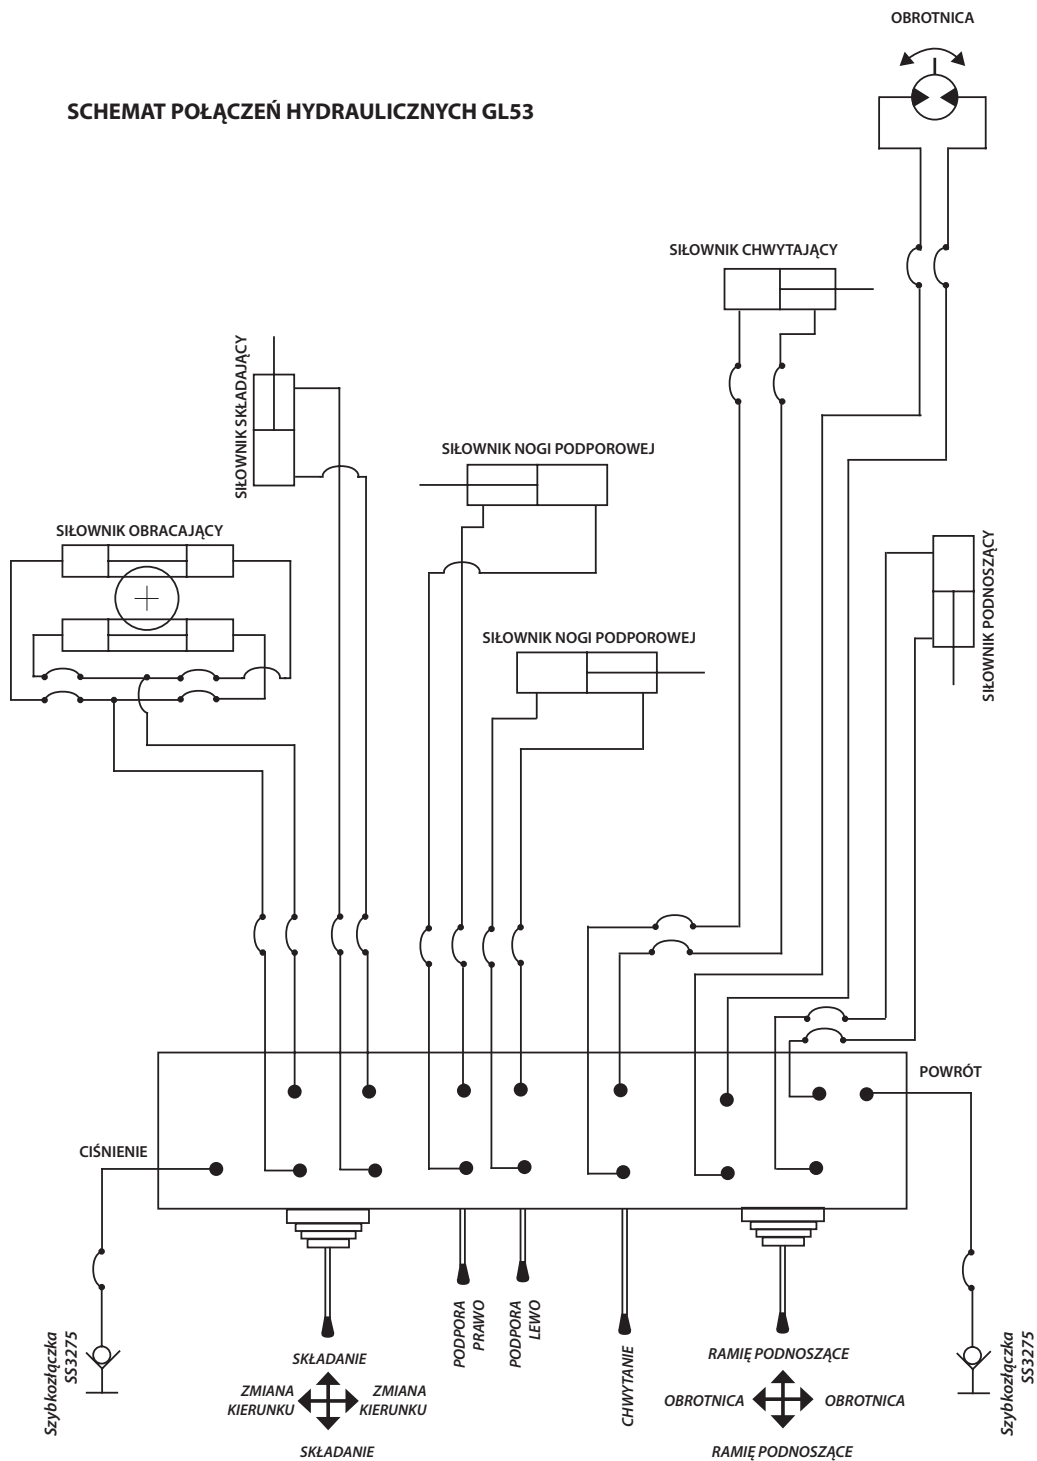 OBROTNICA
SCHEMAT POŁĄCZEŃ HYDRAULICZNYCH GL53
SIŁOWNIK CHWYTAJĄCY
SIŁOWNIK SKŁADAJĄCY
SIŁOWNIK NOGI PODPOROWEJ
SIŁOWNIK OBRACAJĄCY
SIŁOWNIK PODNOSZĄCY
SIŁOWNIK NOGI PODPOROWEJ
POWRÓT
CIŚNIENIE
Szybkozłączka
SS3275
SKŁADANIE
ZMIANA
KIERUNKU
ZMIANA
KIERUNKU
SKŁADANIE
PODPORA
PRAWO
PODPORA
LEWO
CHWYTANIE
RAMIĘ PODNOSZĄCE
OBROTNICA
OBROTNICA
RAMIĘ PODNOSZĄCE
Szybkozłączka
SS3275